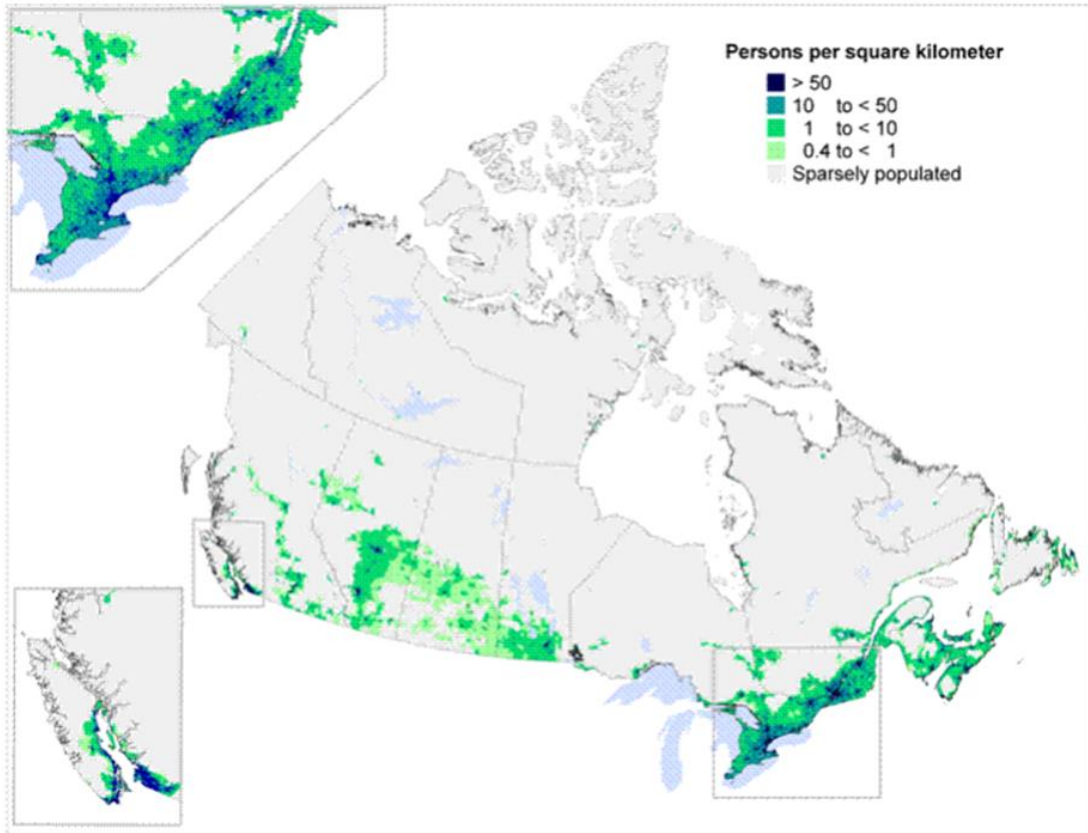 Persons per square kilometer
> 50
10 to < 50
1 to < 10
0.4 to < 1
Sparsely populated